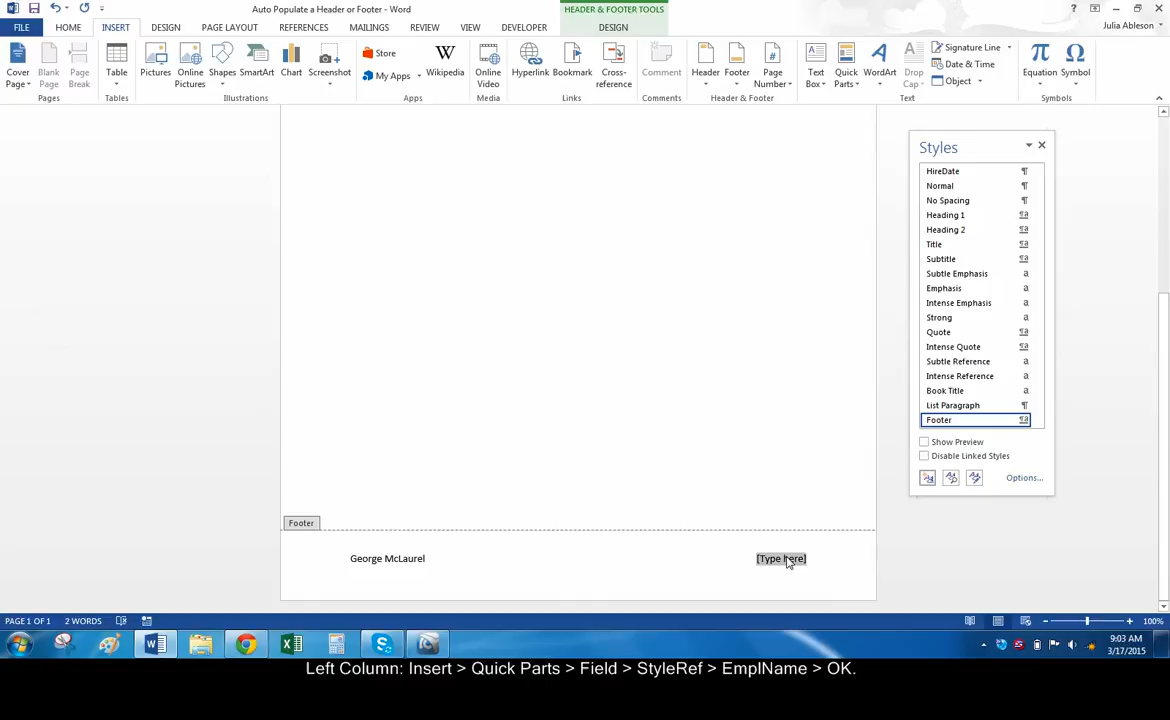 Auto Populate a Header or Footer - Word
HEADER & FOOTER TOOLS
FILE HOME INSERT DESIGN PAGE LAYOUT REFERENCES MAILINGS REVIEW VIEW DEVELOPER DESIGN
Julia Ableson
Cover Page
Blank Page
Page Break
Table
Pictures
Online Pictures
Shapes
SmartArt
Chart
Screenshot
Store
My Apps
Wikipedia
Online Video
Hyperlink
Bookmark
Cross-reference
Comment
Header
Footer
Page Number
Text Box
Quick Parts
WordArt
Drop Cap
Signature Line
Date & Time
Object
Equation
Symbol
Pages Tables Illustrations Apps Media Links Comments Header & Footer Text Symbols
Styles
HireDate
Normal
No Spacing
Heading 1
Heading 2
Title
Subtitle
Subtle Emphasis
Emphasis
Intense Emphasis
Strong
Quote
Intense Quote
Subtle Reference
Intense Reference
Book Title
List Paragraph
Footer
Show Preview
Disable Linked Styles
Options...
Footer
George McLaurel
[Type here]
PAGE 1 OF 1 2 WORDS
100%
9:03 AM
3/17/2015
Left Column: Insert > Quick Parts > Field > StyleRef > EmplName > OK.